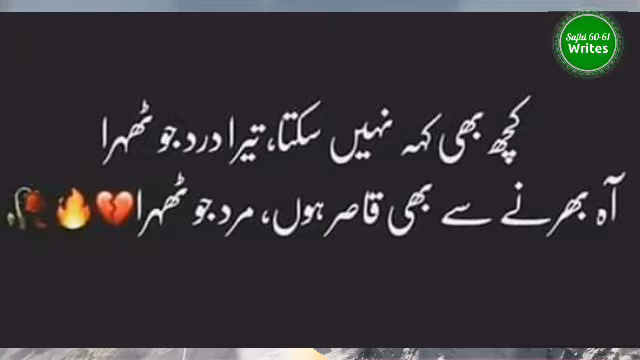 Sajid 60-61
Writes
کچھ بھی کہہ نہیں سکتا، تیرا درد جو ٹھہرا
آہ بھرنے سے بھی قاصر ہوں، مرد جو ٹھہرا💔🔥🥀